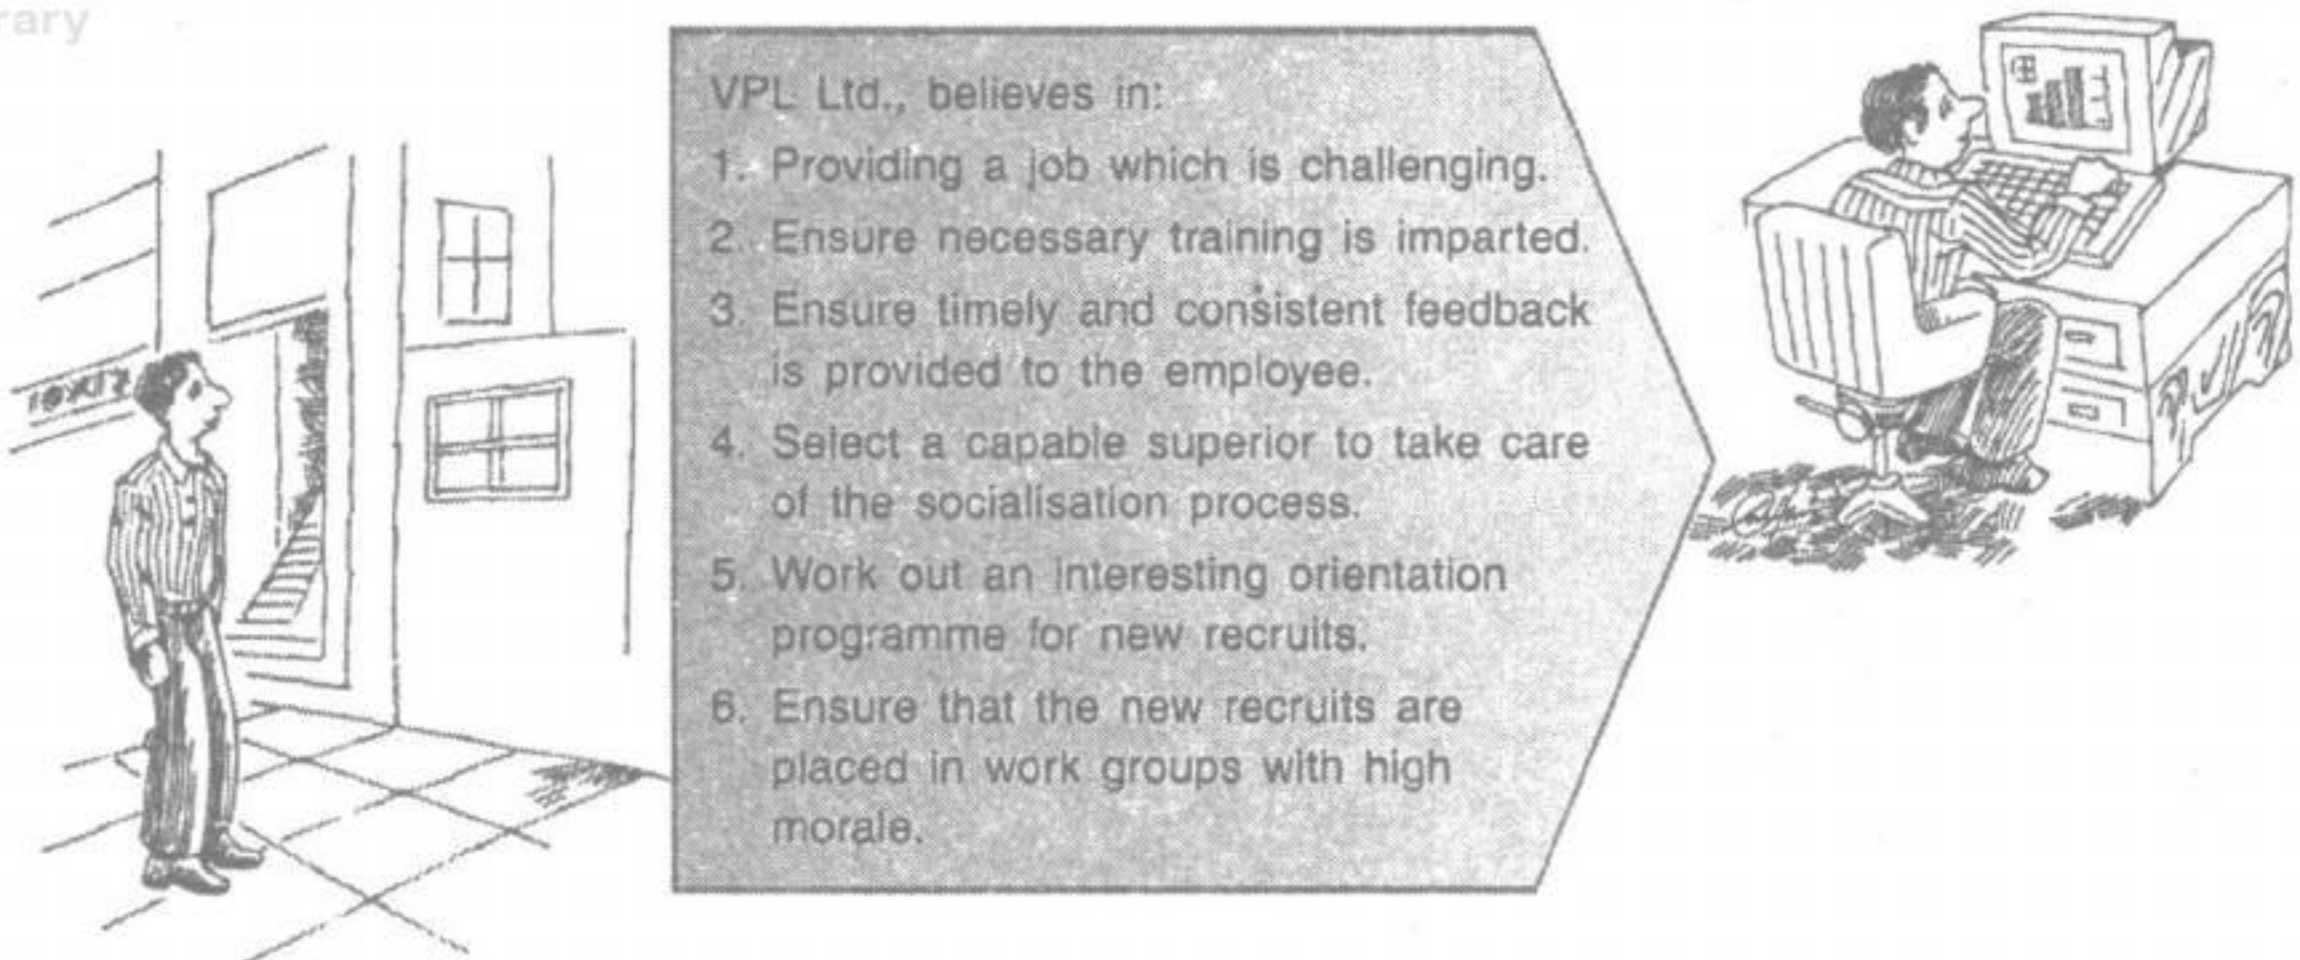 rary
VPL Ltd., believes in:
1. Providing a job which is challenging.
2. Ensure necessary training is imparted.
3. Ensure timely and consistent feedback
is provided to the employee.
4. Select a capable superior to take care
of the socialisation process.
5. Work out an interesting orientation
programme for new recruits.
6. Ensure that the new recruits are
placed in work groups with high
morale.